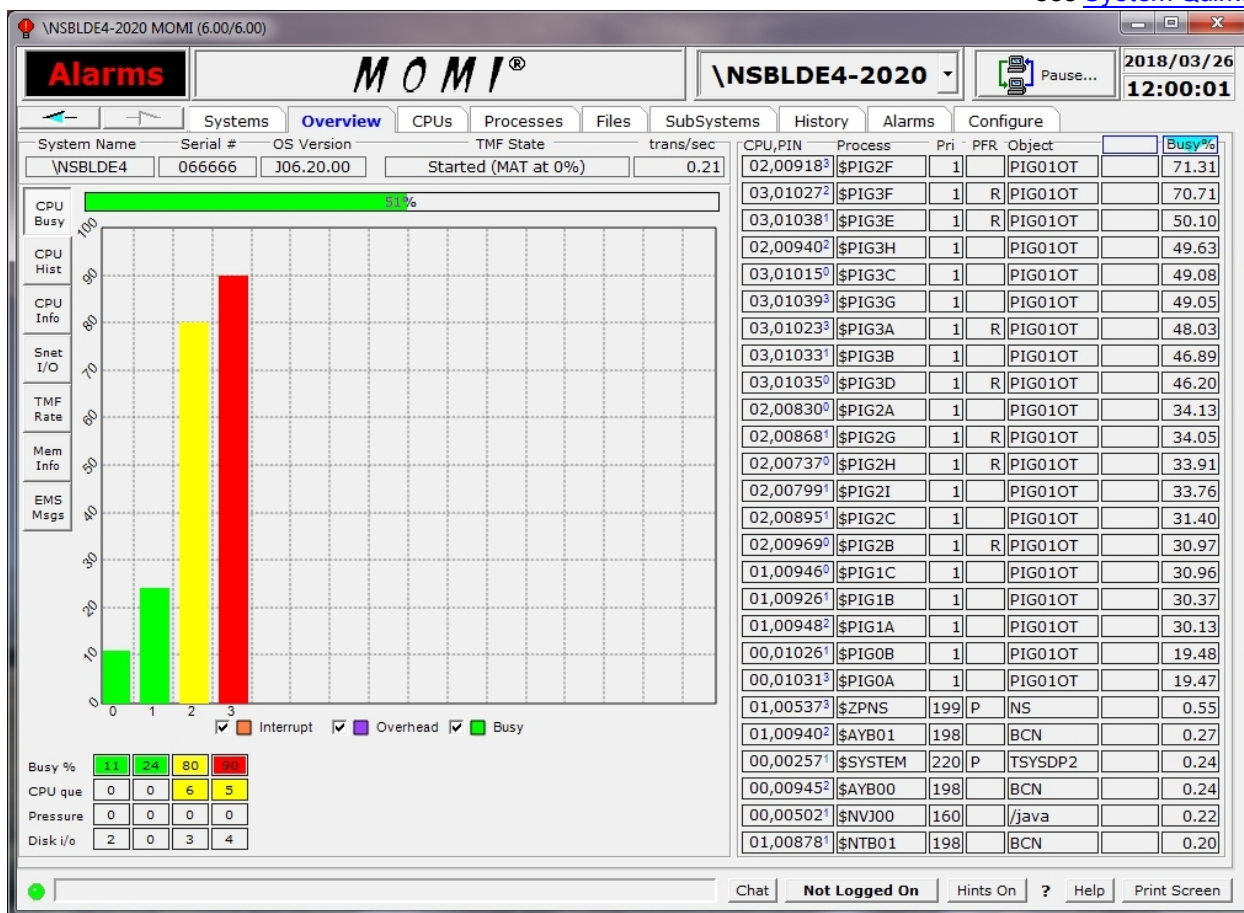 \NSBLDE4-2020 MOMI (6.00/6.00)
Alarms
MOMI®
\NSBLDE4-2020
Pause...
2018/03/26
12:00:01
Systems Overview CPUs Processes Files SubSystems History Alarms Configure
System Name Serial # OS Version TMF State trans/sec
\NSBLDE4 066666 J06.20.00 Started (MAT at 0%) 0.21
CPU Busy
CPU Hist
CPU Info
Snet I/O
TMF Rate
Mem Info
EMS Msgs
51%
100
90
80
70
60
50
40
30
20
10
0
0 1 2 3
Interrupt Overhead Busy
Busy % 11 24 80 90
CPU que 0 0 6 5
Pressure 0 0 0 0
Disk i/o 2 0 3 4
CPU,PIN Process Pri PFR Object Busy%
02,00918³ $PIG2F 1 PIG01OT 71.31
03,01027² $PIG3F 1 R PIG01OT 70.71
03,01038¹ $PIG3E 1 R PIG01OT 50.10
02,00940² $PIG3H 1 PIG01OT 49.63
03,01015⁰ $PIG3C 1 PIG01OT 49.08
03,01039³ $PIG3G 1 PIG01OT 49.05
03,01023³ $PIG3A 1 R PIG01OT 48.03
03,01033¹ $PIG3B 1 PIG01OT 46.89
03,01035⁰ $PIG3D 1 R PIG01OT 46.20
02,00830⁰ $PIG2A 1 PIG01OT 34.13
02,00868¹ $PIG2G 1 R PIG01OT 34.05
02,00737⁰ $PIG2H 1 R PIG01OT 33.91
02,00799¹ $PIG2I 1 PIG01OT 33.76
02,00895¹ $PIG2C 1 PIG01OT 31.40
02,00969⁰ $PIG2B 1 R PIG01OT 30.97
01,00946⁰ $PIG1C 1 PIG01OT 30.96
01,00926¹ $PIG1B 1 PIG01OT 30.37
01,00948² $PIG1A 1 PIG01OT 30.13
00,01026¹ $PIG0B 1 PIG01OT 19.48
00,01031³ $PIG0A 1 PIG01OT 19.47
01,00537³ $ZPNS 199 P NS 0.55
01,00940² $AYB01 198 BCN 0.27
00,00257¹ $SYSTEM 220 P TSYSDP2 0.24
00,00945² $AYB00 198 BCN 0.24
00,00502¹ $NVJ00 160 /java 0.22
01,00878¹ $NTB01 198 BCN 0.20
Chat Not Logged On Hints On ? Help Print Screen